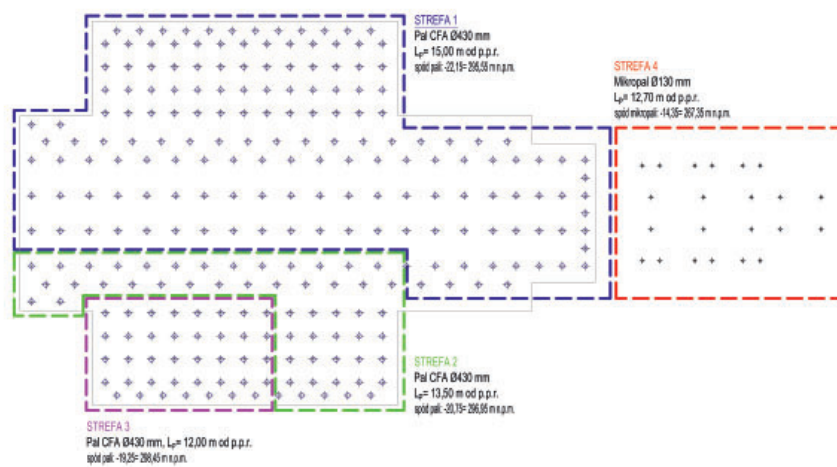 STREFA 1
Pal CFA Ø430 mm
Lₚ= 15,00 m od p.p.r.
spód pali: -22,15= 295,55 m n.p.m.
STREFA 4
Mikropal Ø130 mm
Lₚ= 12,70 m od p.p.r.
spód mikropali: -14,35= 267,35 m n.p.m.
STREFA 2
Pal CFA Ø430 mm
Lₚ= 13,50 m od p.p.r.
spód pali: -20,75= 296,95 m n.p.m.
STREFA 3
Pal CFA Ø430 mm, Lₚ= 12,00 m od p.p.r.
spód pali: -19,25= 298,45 m n.p.m.